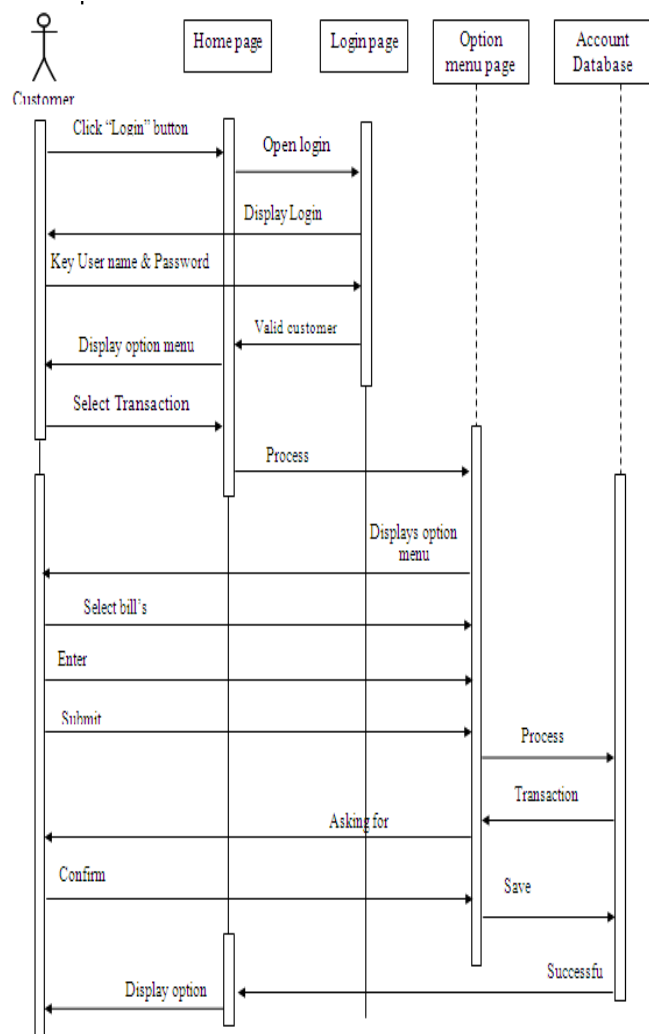 Home page
Login page
Option
menu page
Account
Database
Customer
Click “Login” button
Open login
Display Login
Key User name & Password
Valid customer
Display option menu
Select Transaction
Process
Displays option
menu
Select bill’s
Enter
Submit
Process
Transaction
Asking for
Confirm
Save
Successfu
Display option